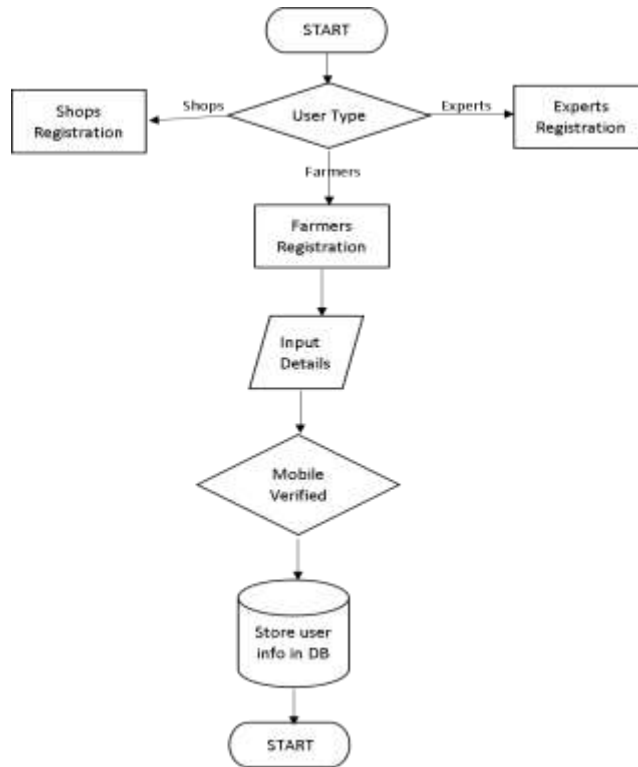 START
Shops
User Type
Experts
Shops
Registration
Experts
Registration
Farmers
Farmers
Registration
Input
Details
Mobile
Verified
Store user
info in DB
START